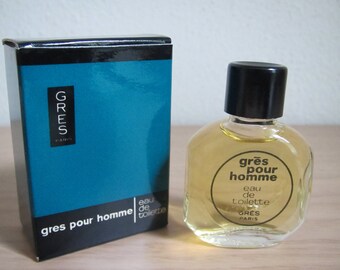 GRES
PARIS
gres pour homme
eau
de
toilette
grès
pour
homme
eau
de
toilette
GRÈS
PARIS